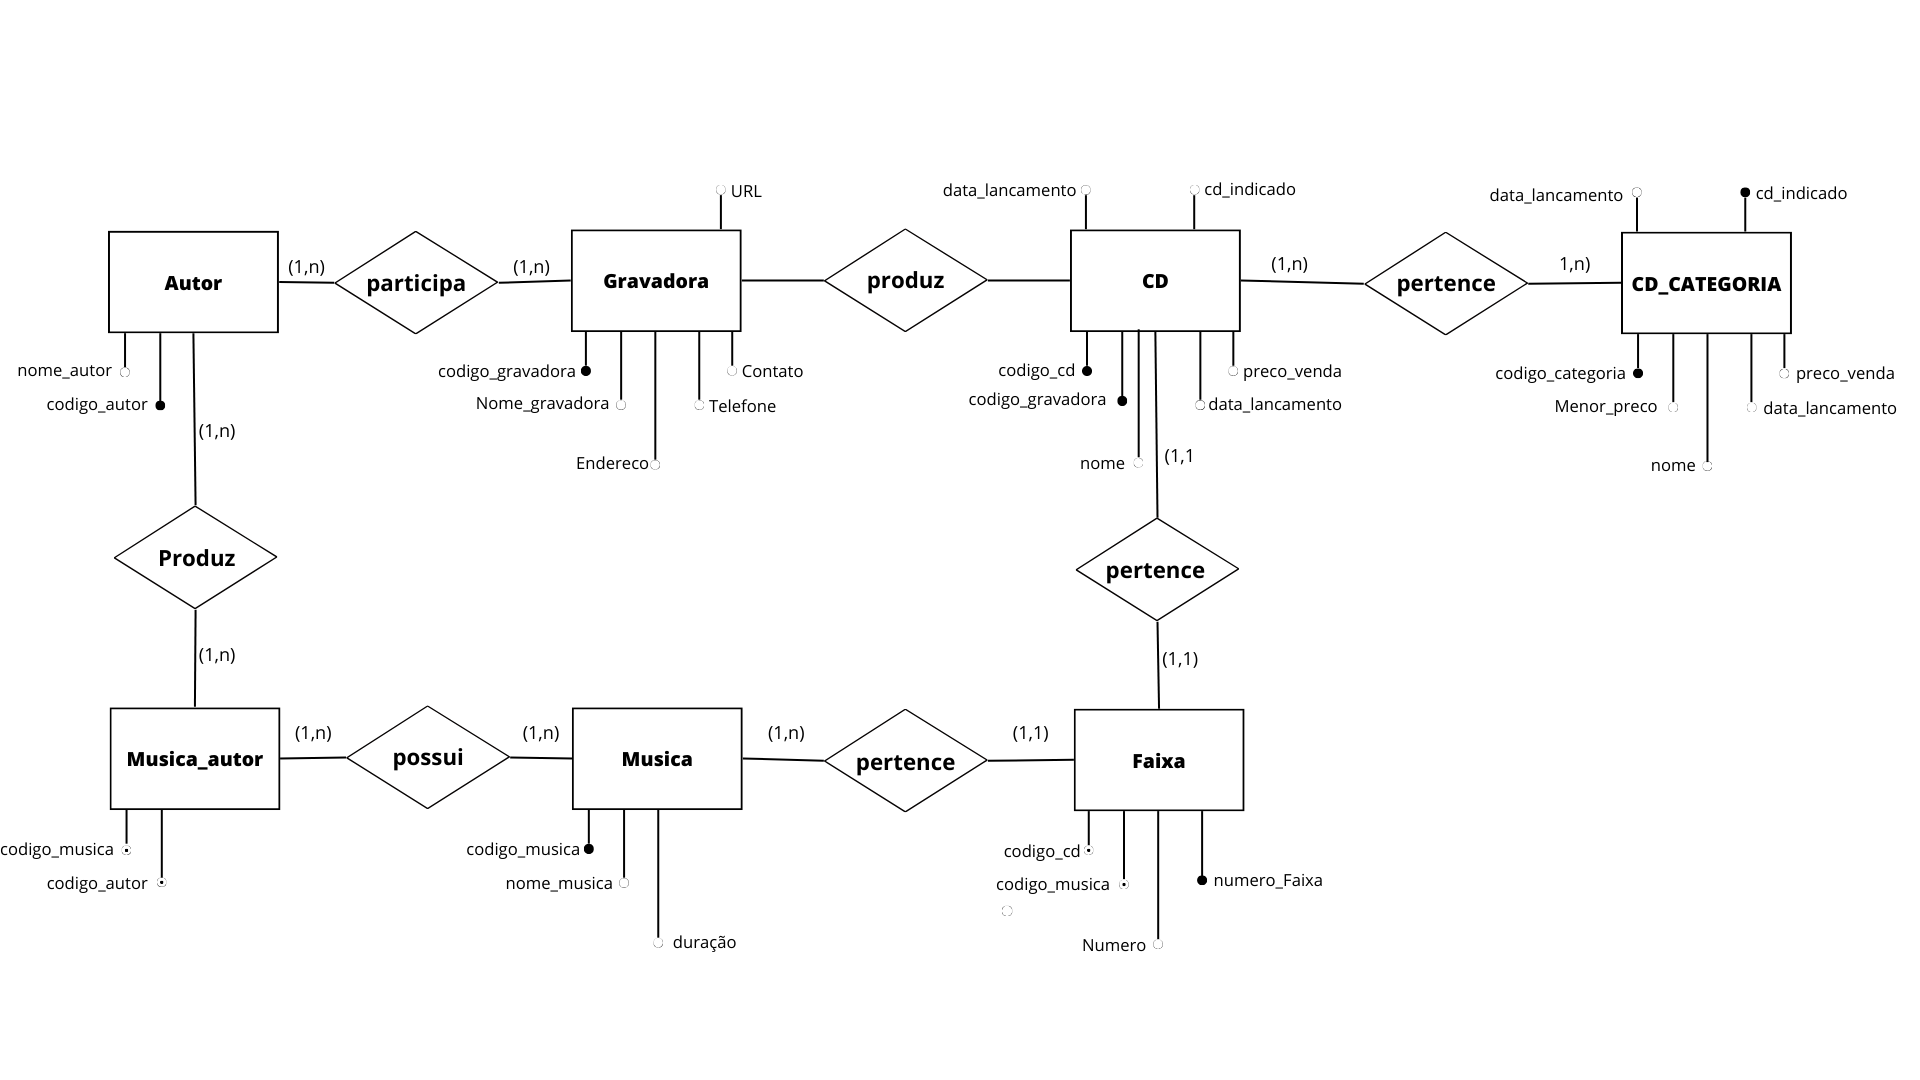 URL
data_lancamento
cd_indicado
data_lancamento
cd_indicado
Autor
(1,n)
participa
(1,n)
Gravadora
produz
CD
(1,n)
pertence
1,n)
CD_CATEGORIA
nome_autor
codigo_autor
codigo_gravadora
Nome_gravadora
Endereco
Contato
Telefone
codigo_cd
codigo_gravadora
nome
preco_venda
data_lancamento
codigo_categoria
Menor_preco
nome
preco_venda
data_lancamento
(1,n)
(1,1
Produz
pertence
(1,n)
(1,1)
Musica_autor
(1,n)
possui
(1,n)
Musica
(1,n)
pertence
(1,1)
Faixa
codigo_musica
codigo_autor
codigo_musica
nome_musica
duração
codigo_cd
codigo_musica
Numero
numero_Faixa